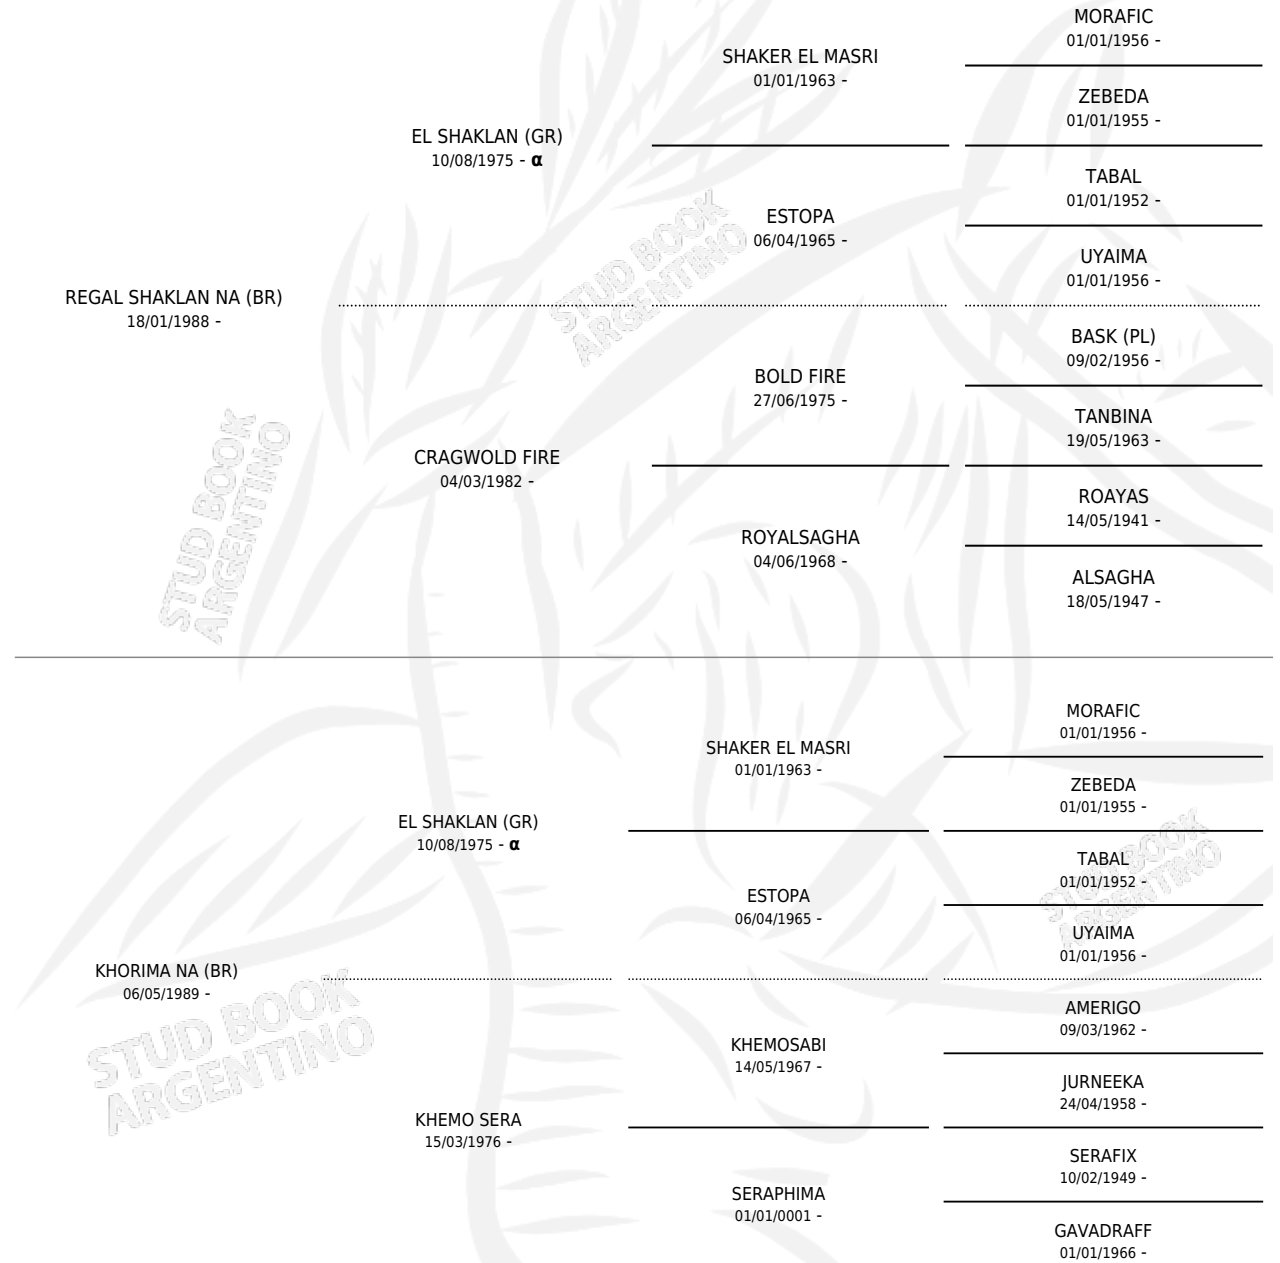 MORAFIC
01/01/1956 -
SHAKER EL MASRI
01/01/1963 -
ZEBEDA
01/01/1955 -
EL SHAKLAN (GR)
10/08/1975 - α
TABAL
01/01/1952 -
ESTOPA
06/04/1965 -
UYAIMA
01/01/1956 -
REGAL SHAKLAN NA (BR)
18/01/1988 -
BASK (PL)
09/02/1956 -
BOLD FIRE
27/06/1975 -
TANBINA
19/05/1963 -
CRAGWOLD FIRE
04/03/1982 -
ROAYAS
14/05/1941 -
ROYALSAGHA
04/06/1968 -
ALSAGHA
18/05/1947 -
STUD BOOK
ARGENTINO
STUD BOOK
ARGENTINO
MORAFIC
01/01/1956 -
SHAKER EL MASRI
01/01/1963 -
ZEBEDA
01/01/1955 -
EL SHAKLAN (GR)
10/08/1975 - α
TABAL
01/01/1952 -
ESTOPA
06/04/1965 -
UYAIMA
01/01/1956 -
KHORIMA NA (BR)
06/05/1989 -
AMERIGO
09/03/1962 -
KHEMOSABI
14/05/1967 -
JURNEEKA
24/04/1958 -
KHEMO SERA
15/03/1976 -
SERAFIX
10/02/1949 -
SERAPHIMA
01/01/0001 -
GAVADRAFF
01/01/1966 -
STUD BOOK
ARGENTINO
STUD BOOK
ARGENTINO